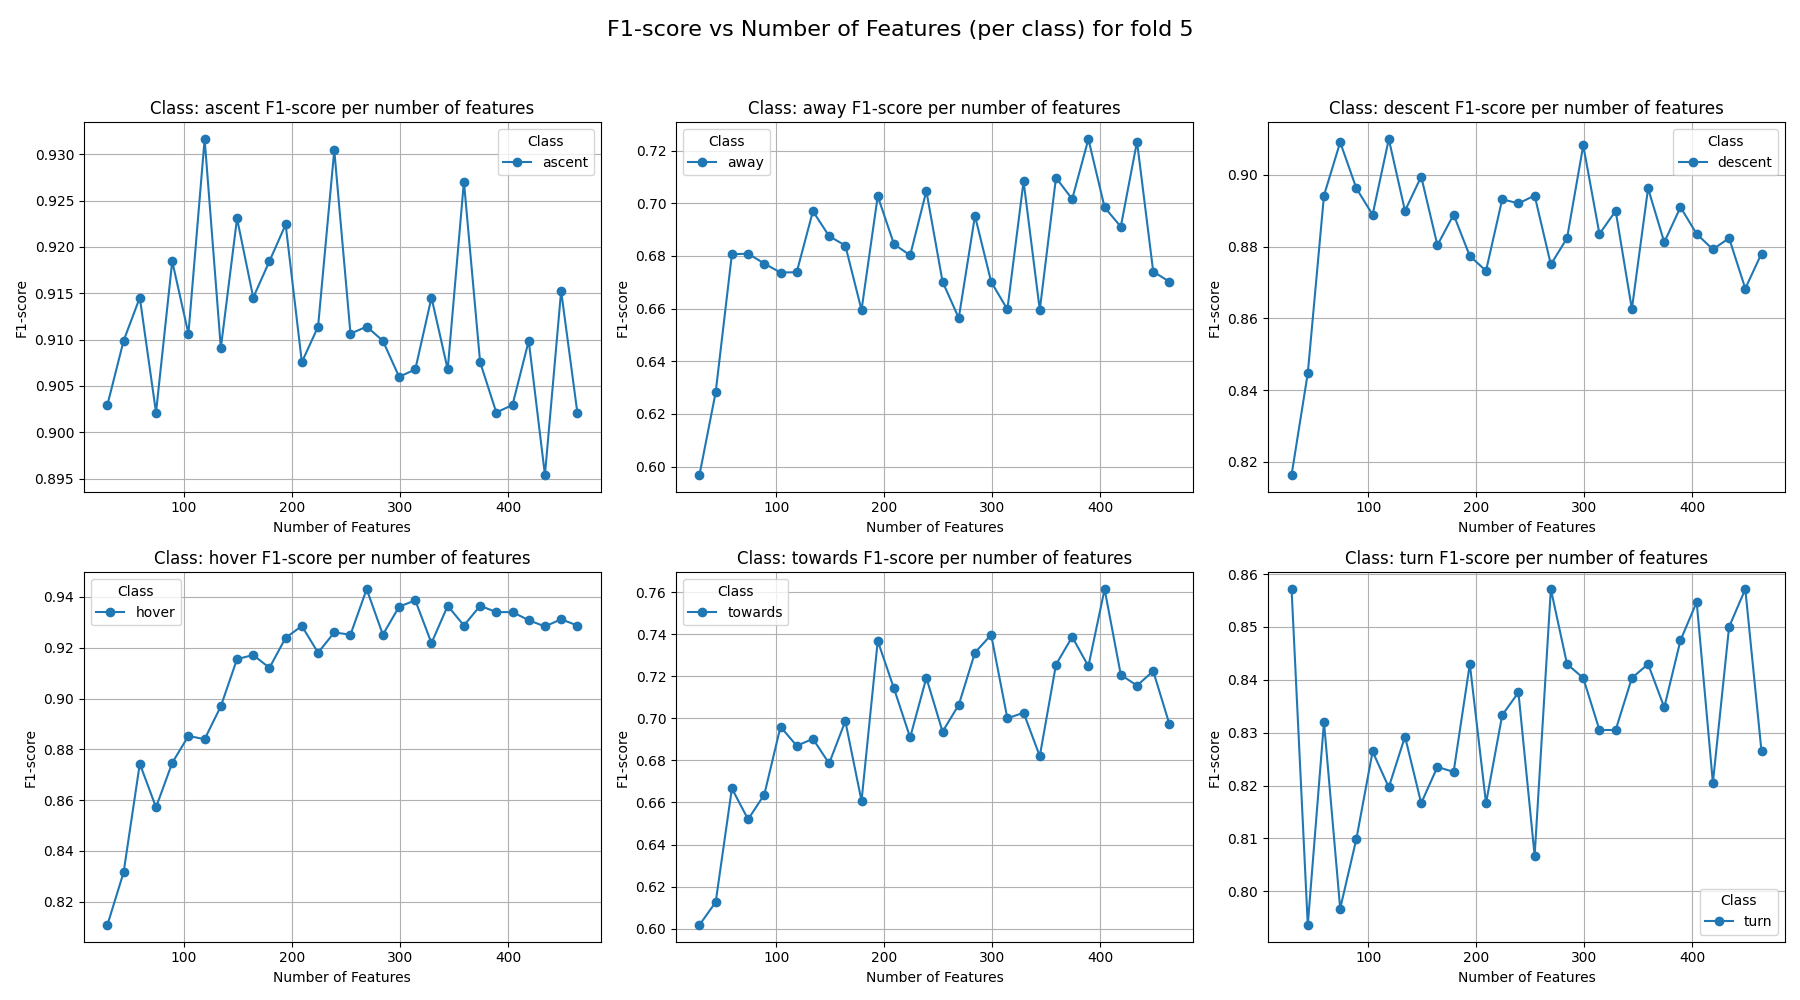 F1-score vs Number of Features (per class) for fold 5
Class: ascent F1-score per number of features
F1-score
0.930
0.925
0.920
0.915
0.910
0.905
0.900
0.895
Class
ascent
100
200
300
400
Number of Features
Class: away F1-score per number of features
F1-score
0.72
0.70
0.68
0.66
0.64
0.62
0.60
Class
away
100
200
300
400
Number of Features
Class: descent F1-score per number of features
F1-score
0.90
0.88
0.86
0.84
0.82
Class
descent
100
200
300
400
Number of Features
Class: hover F1-score per number of features
F1-score
0.94
0.92
0.90
0.88
0.86
0.84
0.82
Class
hover
100
200
300
400
Number of Features
Class: towards F1-score per number of features
F1-score
0.76
0.74
0.72
0.70
0.68
0.66
0.64
0.62
0.60
Class
towards
100
200
300
400
Number of Features
Class: turn F1-score per number of features
F1-score
0.86
0.85
0.84
0.83
0.82
0.81
0.80
Class
turn
100
200
300
400
Number of Features